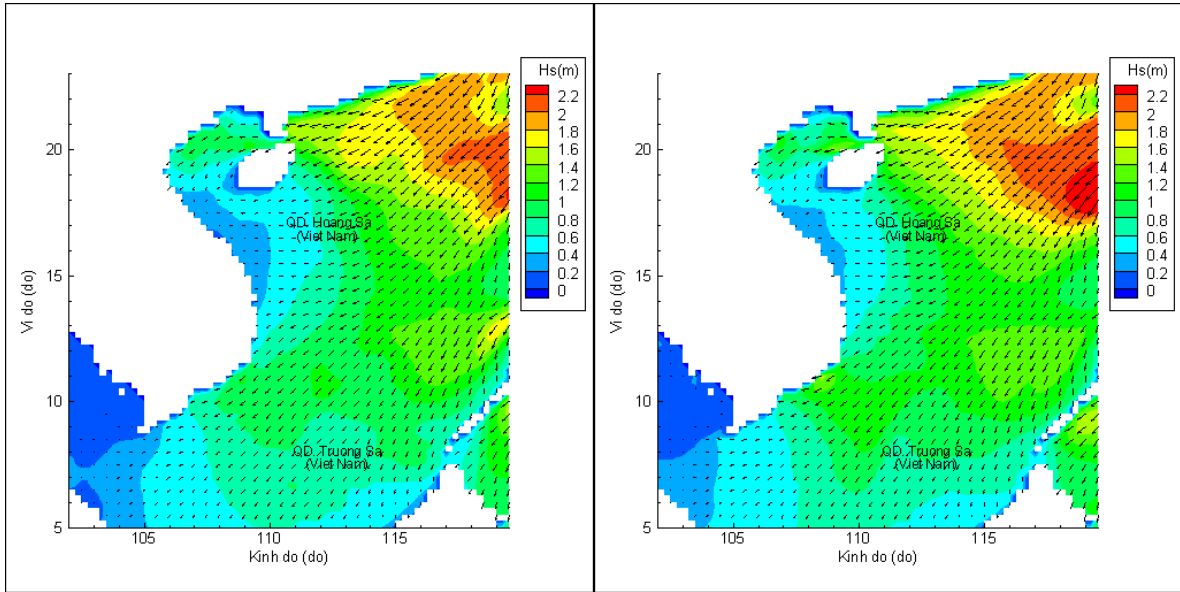 Hs(m)
2.2
2
1.8
1.6
1.4
1.2
1
0.8
0.6
0.4
0.2
0
20
15
10
5
Vi do (do)
QD. Hoang Sa
(Viet Nam)
QD. Truong Sa
(Viet Nam)
105
110
115
Kinh do (do)
Hs(m)
2.2
2
1.8
1.6
1.4
1.2
1
0.8
0.6
0.4
0.2
0
20
15
10
5
Vi do (do)
QD. Hoang Sa
(Viet Nam)
QD. Truong Sa
(Viet Nam)
105
110
115
Kinh do (do)